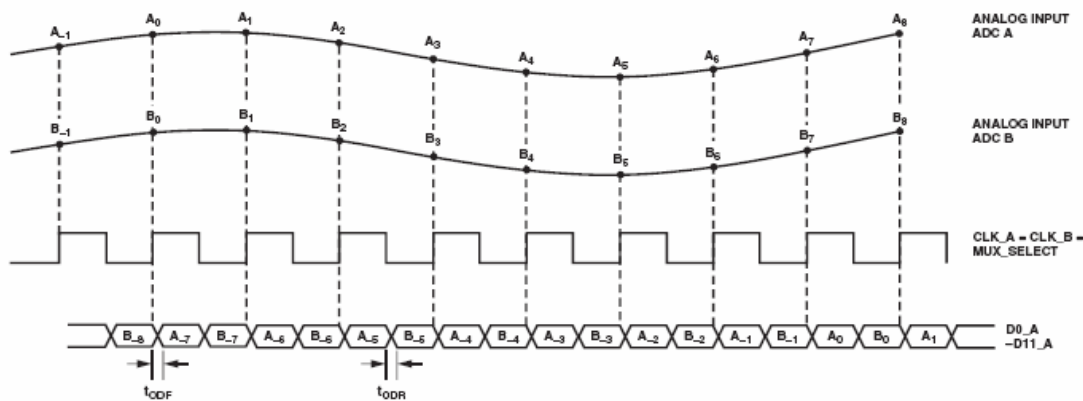 A–1 A0 A1 A2 A3 A4 A5 A6 A7 A8
ANALOG INPUT
ADC A
B–1 B0 B1 B2 B3 B4 B5 B6 B7 B8
ANALOG INPUT
ADC B
CLK_A = CLK_B =
MUX_SELECT
B–8 A–7 B–7 A–6 B–6 A–5 B–5 A–4 B–4 A–3 B–3 A–2 B–2 A–1 B–1 A0 B0 A1
D0_A
–D11_A
tODF tODR